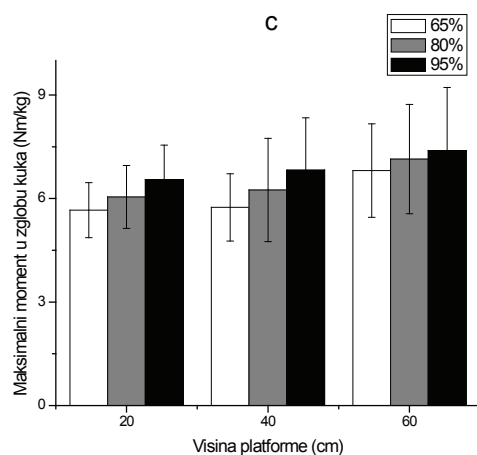 C
65%
80%
95%
Maksimalni moment u zglobu kuka (Nm/kg)
9
6
3
0
20 40 60
Visina platforme (cm)